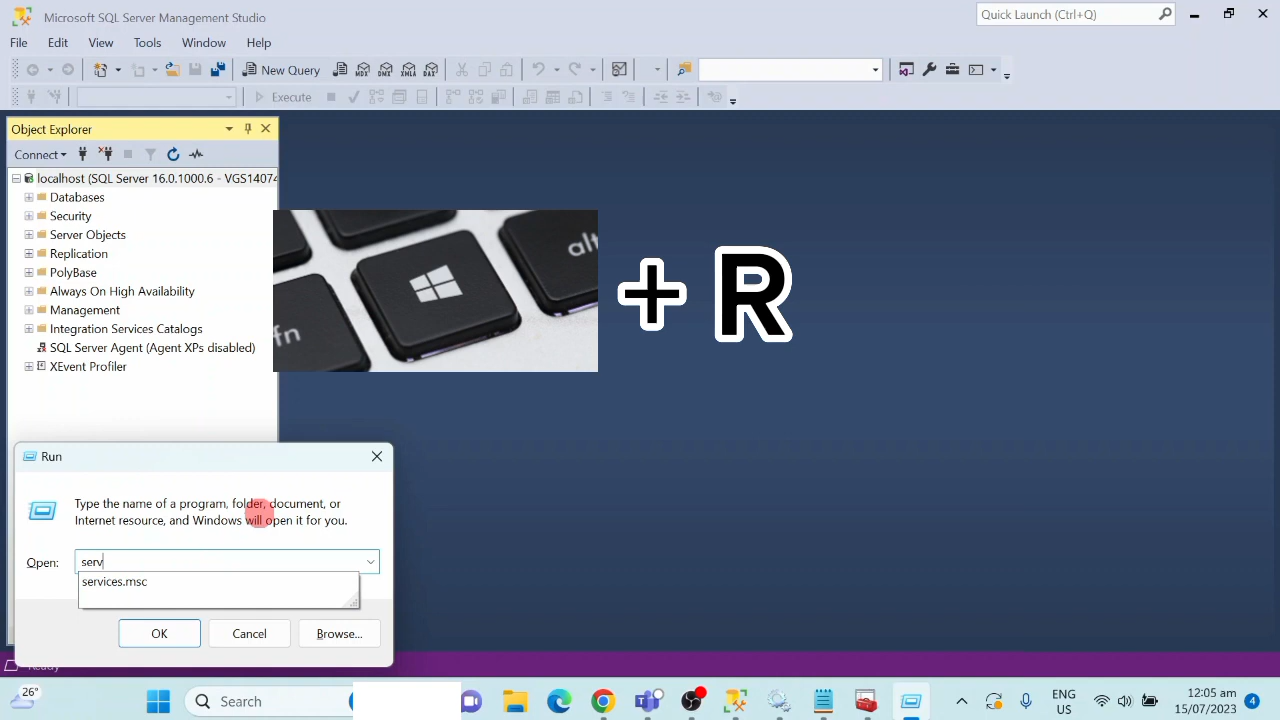 Microsoft SQL Server Management Studio
Quick Launch (Ctrl+Q)
File Edit View Tools Window Help
New Query MDX DMX XMLA DAX
Execute
Object Explorer
Connect
localhost (SQL Server 16.0.1000.6 - VGS14074
Databases
Security
Server Objects
Replication
PolyBase
Always On High Availability
Management
Integration Services Catalogs
SQL Server Agent (Agent XPs disabled)
XEvent Profiler
alt
fn
+ R
Run
Type the name of a program, folder, document, or
Internet resource, and Windows will open it for you.
Open: serv
services.msc
OK Cancel Browse...
Ready
26°
Search
ENG
US
12:05 am
15/07/2023
4